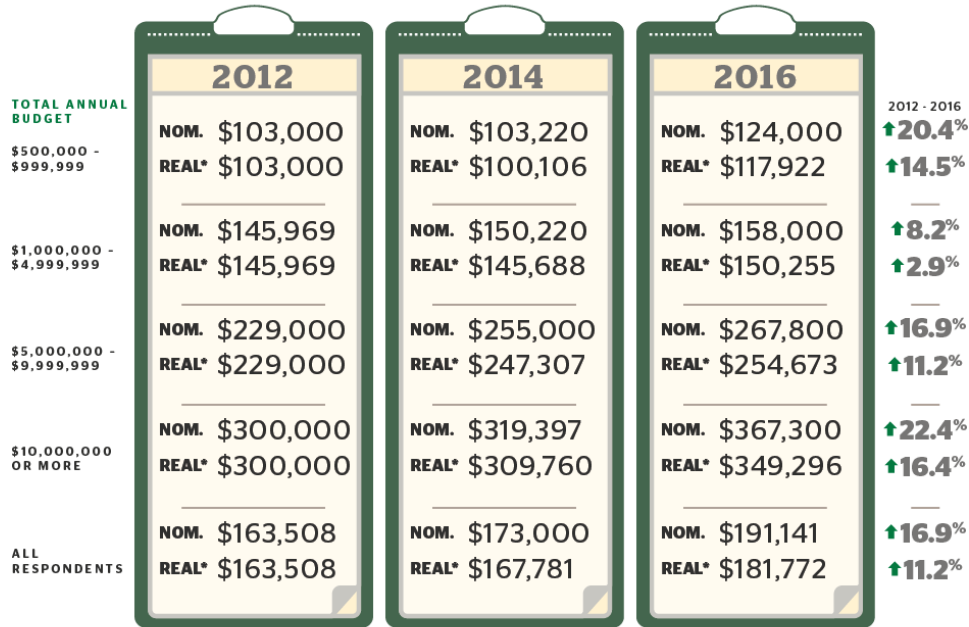 2012
2014
2016
2012 - 2016
TOTAL ANNUAL
BUDGET
$500,000 -
$999,999
NOM. $103,000
NOM. $103,220
NOM. $124,000
20.4%
REAL* $103,000
REAL* $100,106
REAL* $117,922
14.5%
$1,000,000 -
$4,999,999
NOM. $145,969
NOM. $150,220
NOM. $158,000
8.2%
REAL* $145,969
REAL* $145,688
REAL* $150,255
2.9%
$5,000,000 -
$9,999,999
NOM. $229,000
NOM. $255,000
NOM. $267,800
16.9%
REAL* $229,000
REAL* $247,307
REAL* $254,673
11.2%
$10,000,000
OR MORE
NOM. $300,000
NOM. $319,397
NOM. $367,300
22.4%
REAL* $300,000
REAL* $309,760
REAL* $349,296
16.4%
ALL
RESPONDENTS
NOM. $163,508
NOM. $173,000
NOM. $191,141
16.9%
REAL* $163,508
REAL* $167,781
REAL* $181,772
11.2%